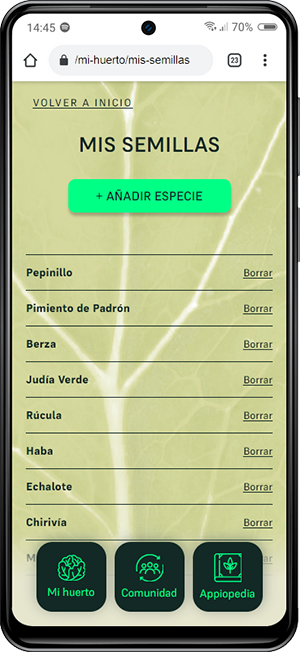 14:45 70%
/mi-huerto/mis-semillas 23
VOLVER A INICIO
MIS SEMILLAS
+ AÑADIR ESPECIE
Pepinillo Borrar
Pimiento de Padrón Borrar
Berza Borrar
Judía Verde Borrar
Rúcula Borrar
Haba Borrar
Echalote Borrar
Chirivía Borrar
Mi huerto Comunidad Appiopedia